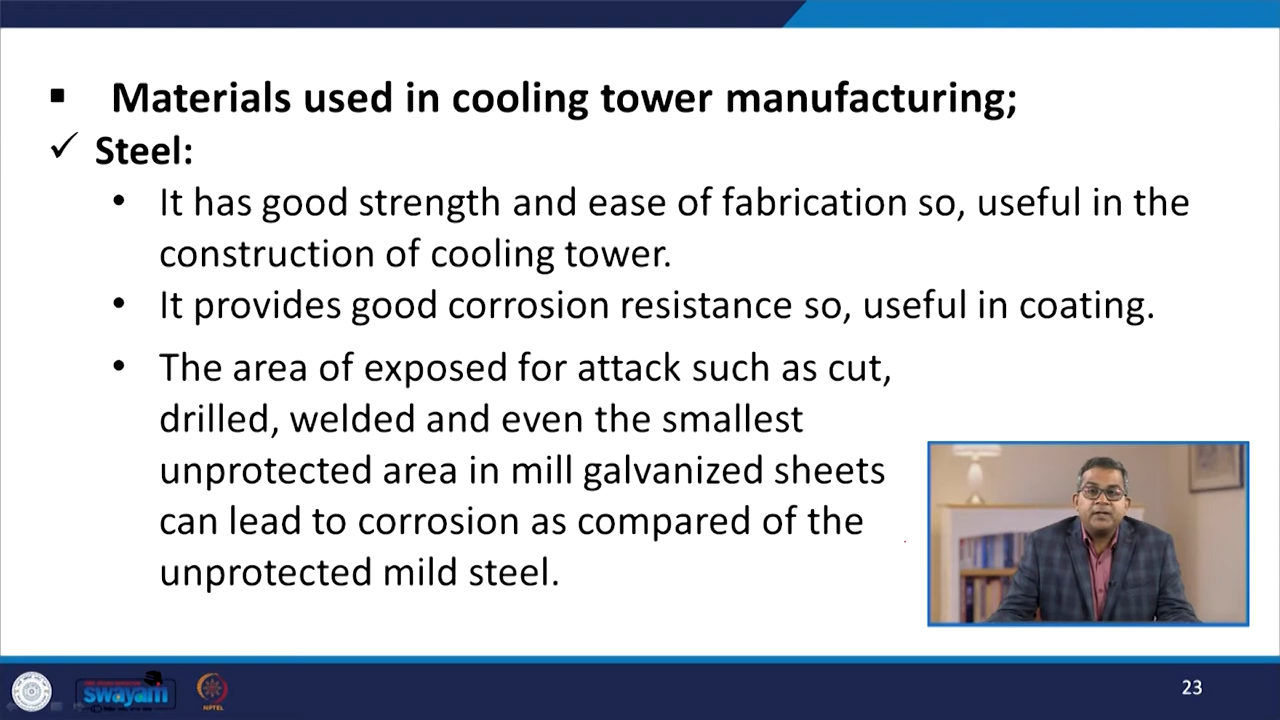 Materials used in cooling tower manufacturing;
Steel:
It has good strength and ease of fabrication so, useful in the
construction of cooling tower.
It provides good corrosion resistance so, useful in coating.
The area of exposed for attack such as cut,
drilled, welded and even the smallest
unprotected area in mill galvanized sheets
can lead to corrosion as compared of the
unprotected mild steel.
swayam
NPTEL
23